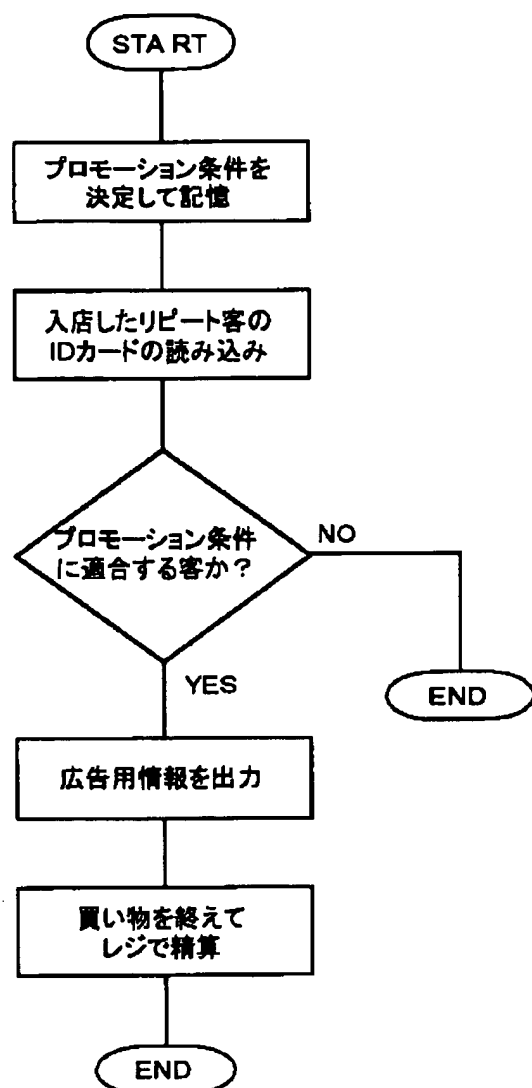 START
プロモーション条件を
決定して記憶
入店したリピート客の
IDカードの読み込み
プロモーション条件
に適合する客か？
NO
YES
END
広告用情報を出力
買い物を終えて
レジで精算
END